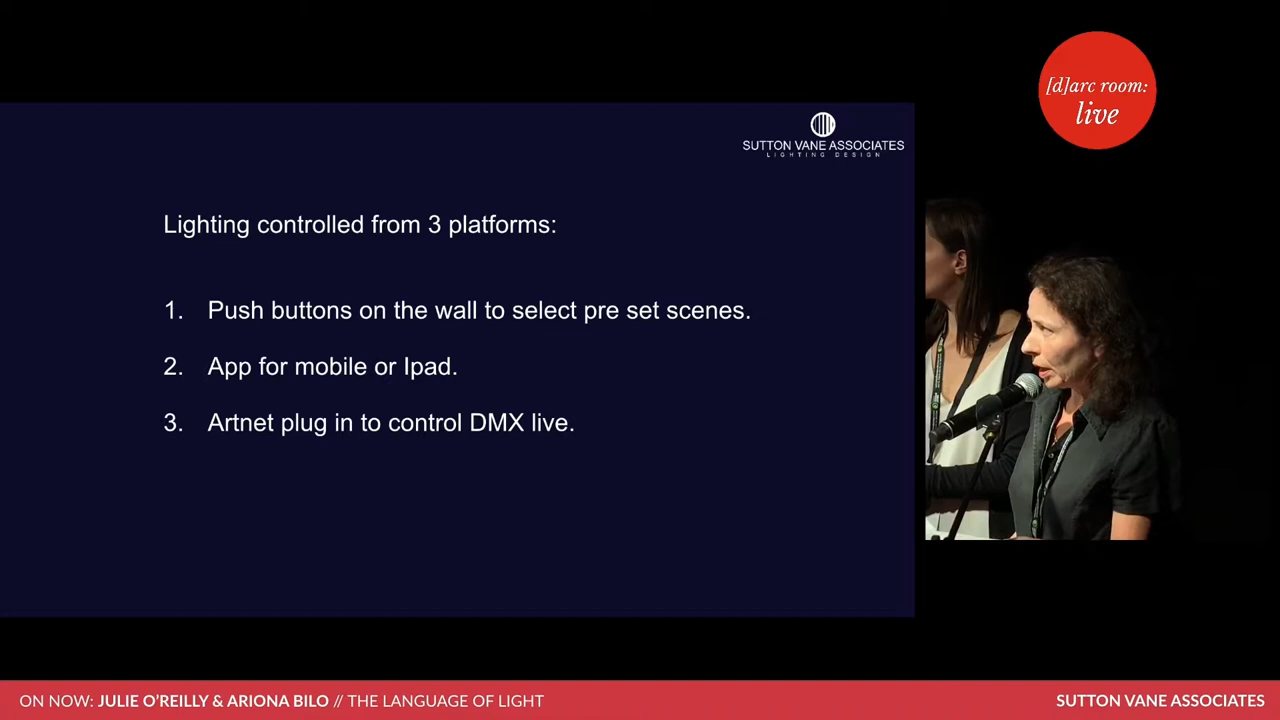 [d]arc room:
live
SUTTON VANE ASSOCIATES
LIGHTING DESIGN
Lighting controlled from 3 platforms:
1. Push buttons on the wall to select pre set scenes.
2. App for mobile or Ipad.
3. Artnet plug in to control DMX live.
ON NOW: JULIE O'REILLY & ARIONA BILO // THE LANGUAGE OF LIGHT
SUTTON VANE ASSOCIATES